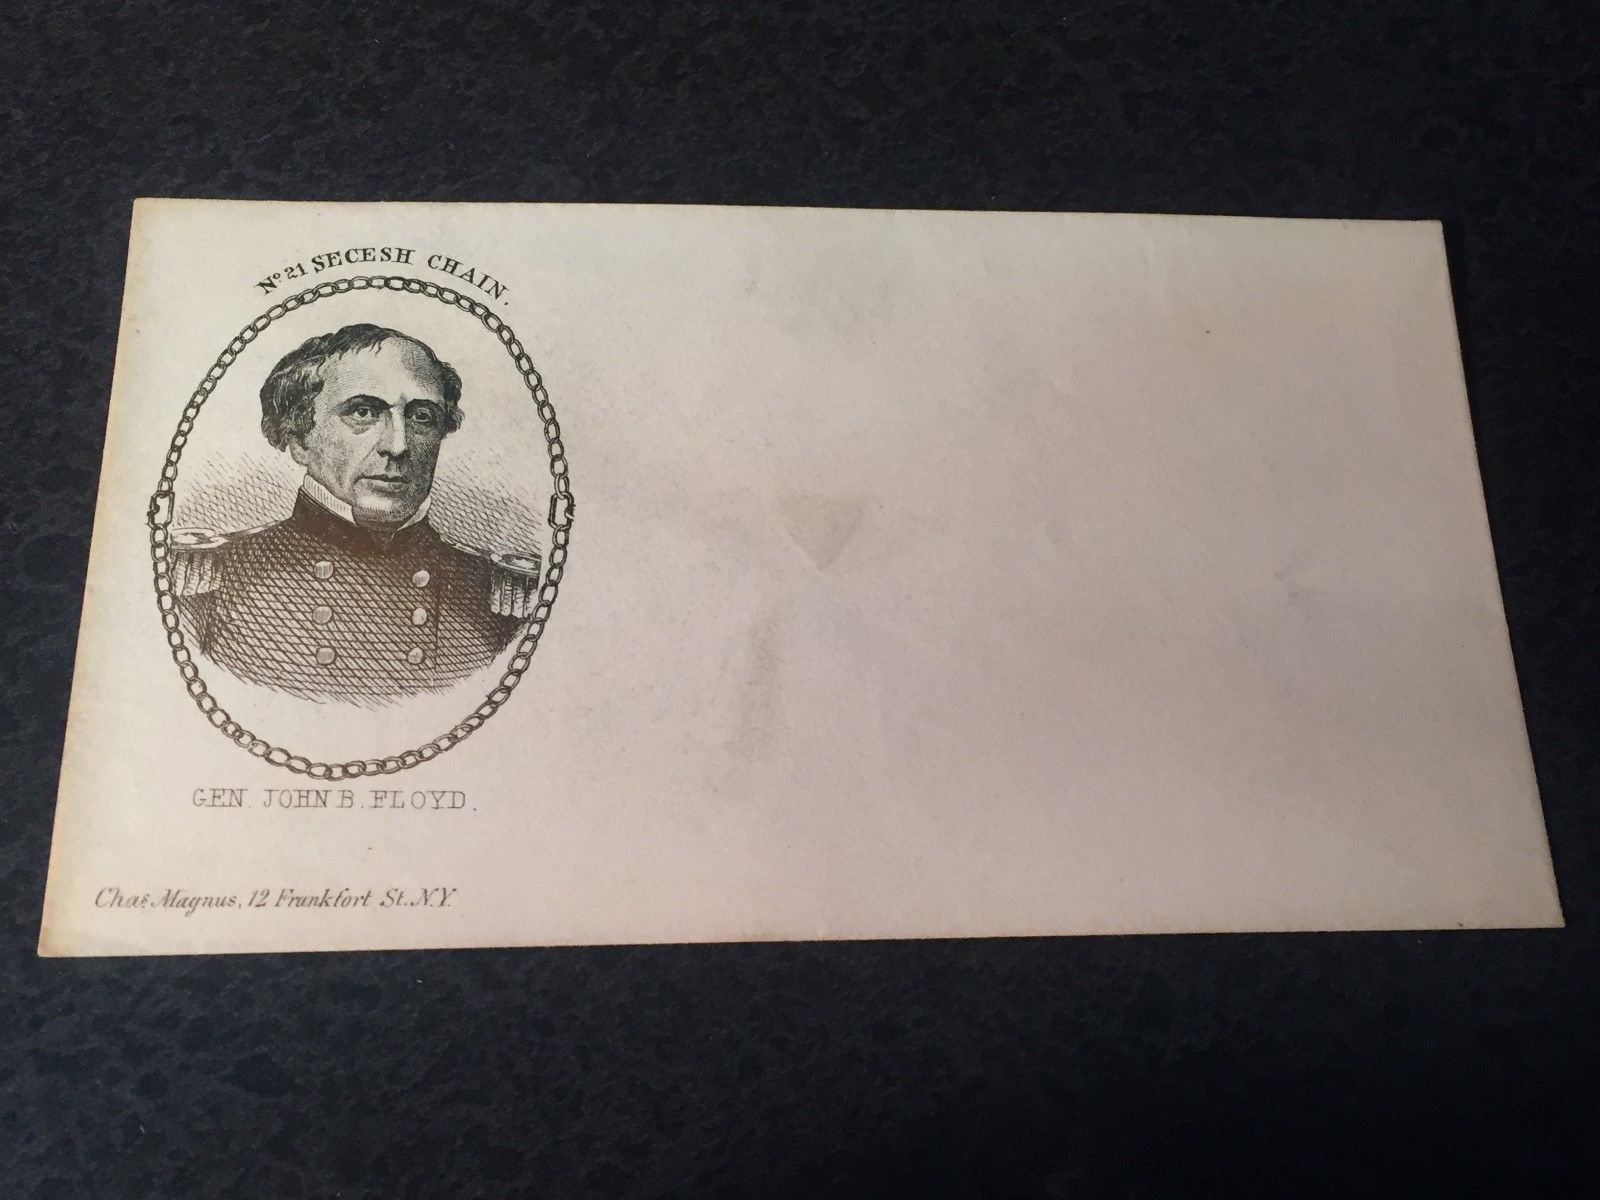 Nº 21 SECESH CHAIN.
GEN. JOHN B. FLOYD.
Chas. Magnus, 12 Frankfort St. N.Y.